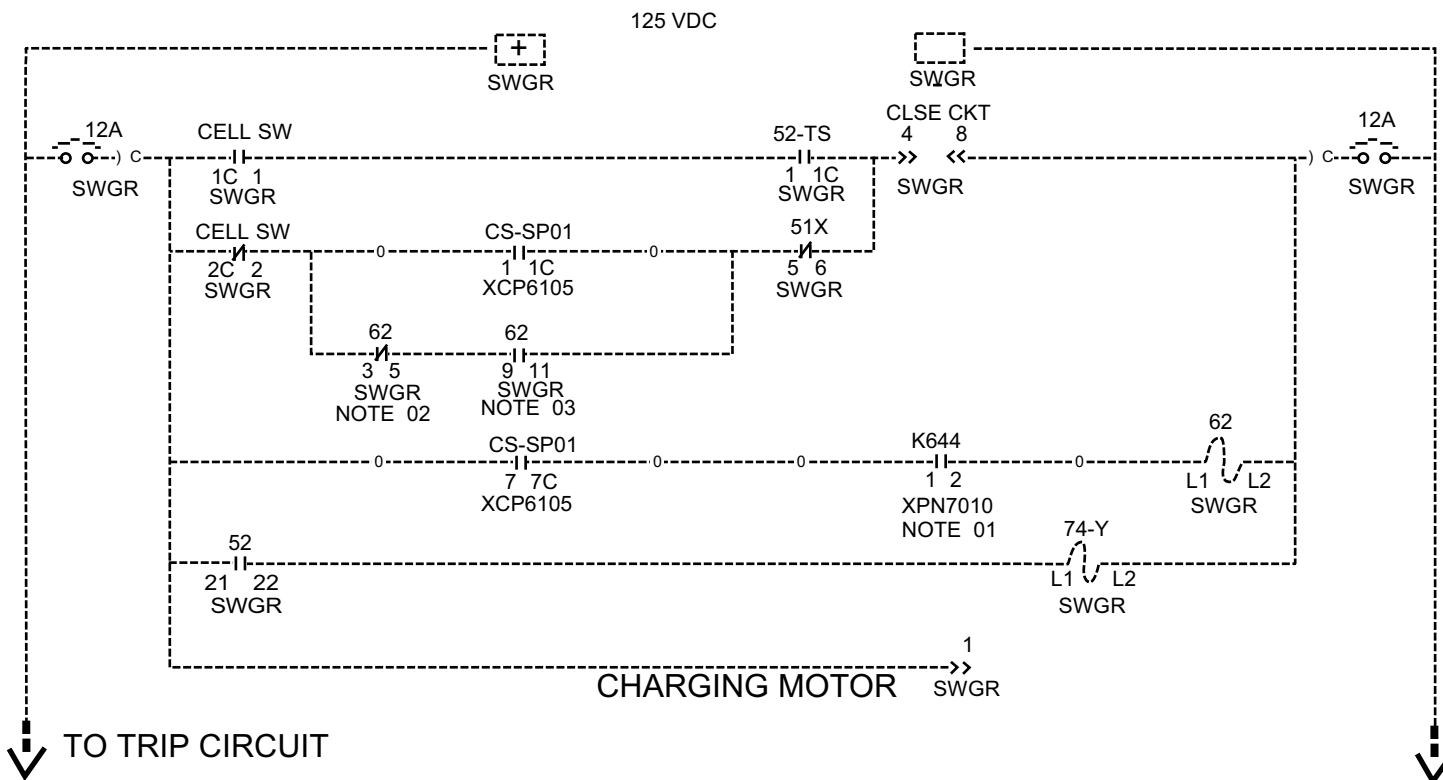 125 VDC
+
SWGR
SWGR
-
CLSE CKT
12A
CELL SW
52-TS
4 8
12A
) C
) C
1C 1
1 1C
SWGR
SWGR
SWGR
SWGR
SWGR
CELL SW
CS-SP01
51X
0
0
2C 2
1 1C
5 6
SWGR
XCP6105
SWGR
62
62
3 5
9 11
SWGR
SWGR
NOTE 02
NOTE 03
CS-SP01
K644
62
0
0
0
0
7 7C
1 2
L1 L2
XCP6105
XPN7010
SWGR
NOTE 01
52
74-Y
21 22
L1 L2
SWGR
SWGR
1
CHARGING MOTOR
SWGR
TO TRIP CIRCUIT